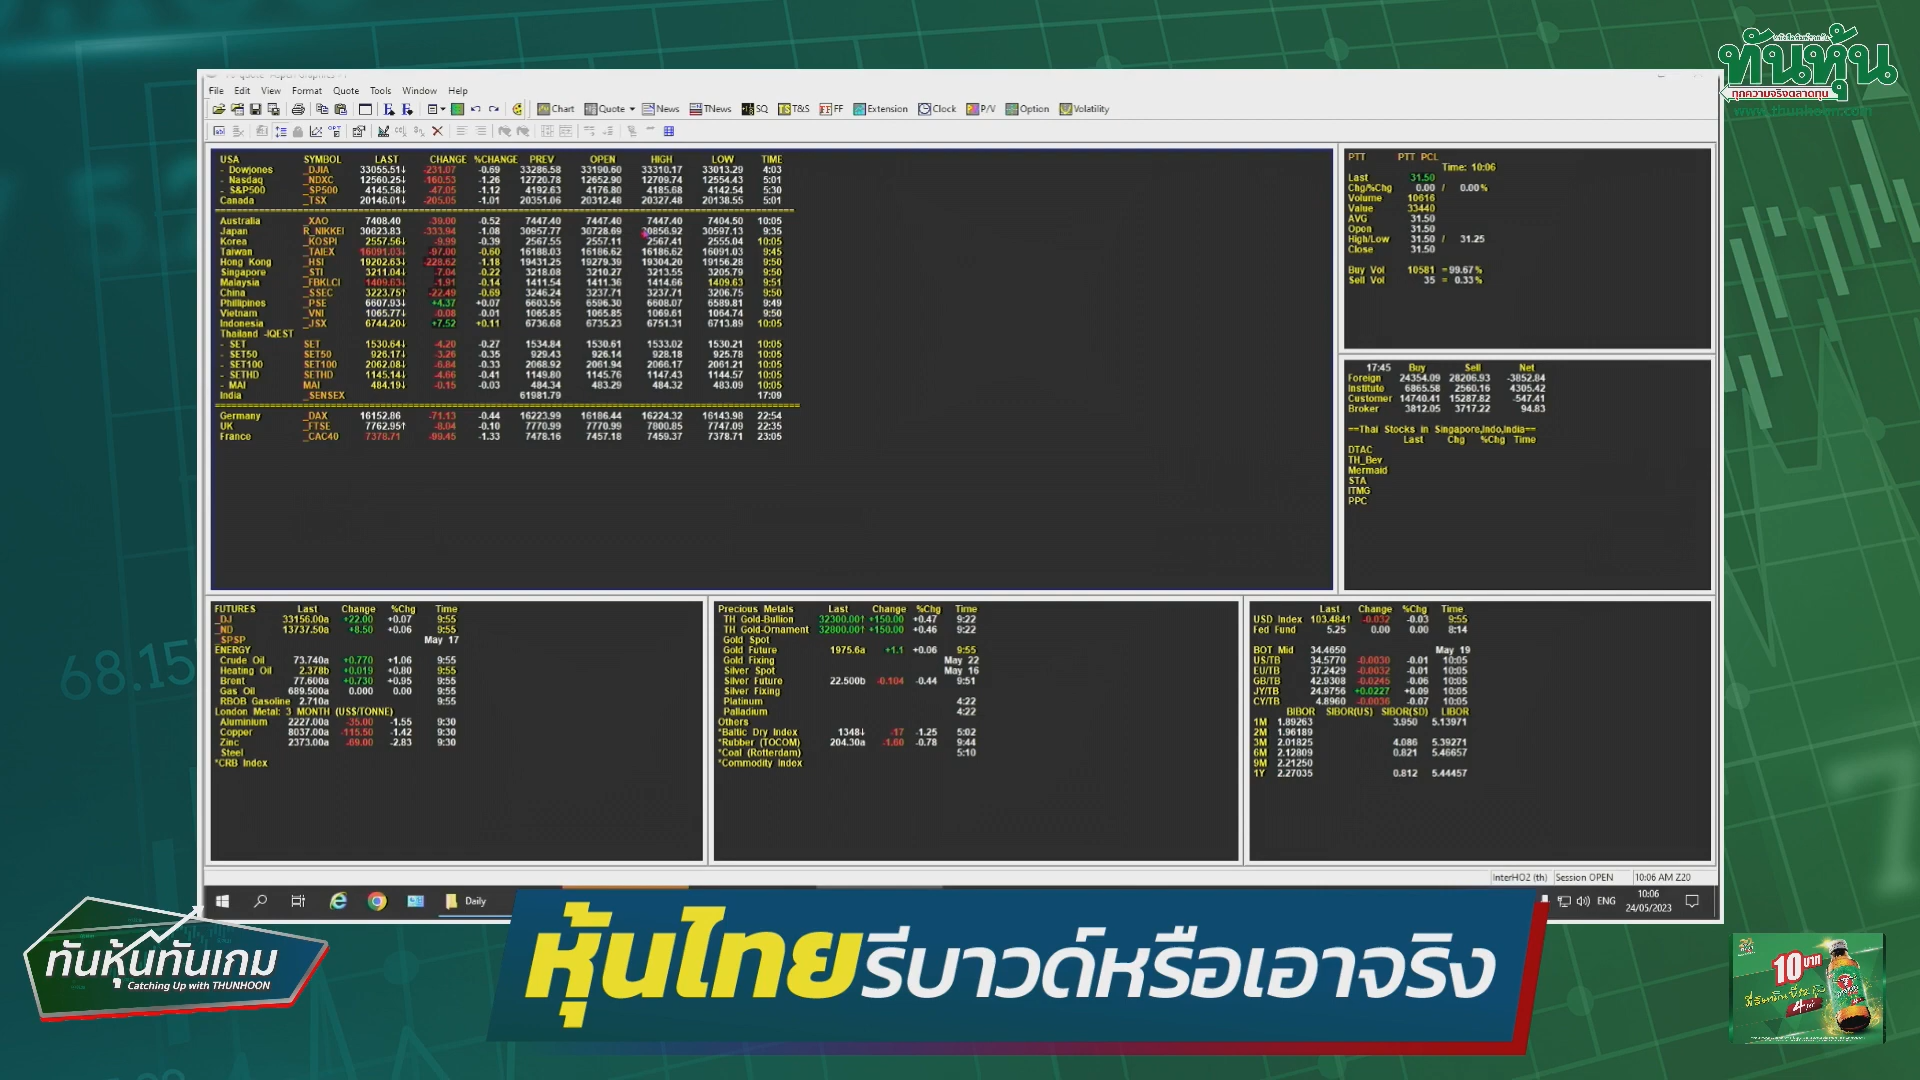 ทันหุ้น
ทุกความจริงตลาดทุน
www.thunhoon.com
File Edit View Format Quote Tools Window Help
Chart Quote News TNews SQ T&S FF Extension Clock P/V Option Volatility
USA SYMBOL LAST CHANGE %CHANGE PREV OPEN HIGH LOW TIME
- Dowjones _DJIA 33055.51↓ -231.07 -0.69 33286.58 33190.60 33310.17 33013.29 4:03
- Nasdaq _NDXC 12560.25↓ -160.53 -1.26 12720.78 12652.90 12709.74 12554.43 5:01
- S&P500 _SP500 4145.58↓ -47.05 -1.12 4192.63 4176.80 4185.68 4142.54 5:30
Canada _TSX 20146.01↓ -205.05 -1.01 20351.06 20312.48 20327.48 20138.55 5:01
Australia _XAO 7408.40 -39.00 -0.52 7447.40 7447.40 7447.40 7404.50 10:05
Japan R_NIKKEI 30623.83 -333.94 -1.08 30957.77 30728.69 30856.92 30597.13 9:35
Korea _KOSPI 2557.56↓ -9.99 -0.39 2567.55 2557.11 2567.41 2555.04 10:05
Taiwan _TAIEX 16091.03↓ -97.00 -0.60 16188.03 16186.62 16186.62 16091.03 9:45
Hong Kong _HSI 19202.63↓ -228.62 -1.18 19431.25 19279.39 19304.20 19156.28 9:50
Singapore _STI 3211.04↓ -7.04 -0.22 3218.08 3210.27 3213.55 3205.79 9:50
Malaysia _FBKLCI 1409.63↓ -1.91 -0.14 1411.54 1411.36 1414.66 1409.63 9:51
China _SSEC 3223.75↑ -22.49 -0.69 3246.24 3237.71 3237.71 3206.75 9:50
Phillipines _PSE 6607.93↓ +4.37 +0.07 6603.56 6596.30 6608.07 6589.81 9:49
Vietnam _VNI 1065.77↓ -0.08 -0.01 1065.85 1065.85 1069.61 1064.74 9:50
Indonesia _JSX 6744.20↓ +7.52 +0.11 6736.68 6735.23 6751.31 6713.89 10:05
Thailand -IQEST
- SET SET 1530.64↓ -4.20 -0.27 1534.84 1530.61 1533.02 1530.21 10:05
- SET50 SET50 926.17↓ -3.26 -0.35 929.43 926.14 928.18 925.78 10:05
- SET100 SET100 2062.08↓ -6.84 -0.33 2068.92 2061.94 2066.17 2061.21 10:05
- SETHD SETHD 1145.14↓ -4.66 -0.41 1149.80 1145.76 1147.43 1144.57 10:05
- MAI MAI 484.19↓ -0.15 -0.03 484.34 483.29 484.32 483.09 10:05
India _SENSEX 61981.79 17:09
Germany _DAX 16152.86 -71.13 -0.44 16223.99 16186.44 16224.32 16143.98 22:54
UK _FTSE 7762.95↑ -8.04 -0.10 7770.99 7770.99 7800.85 7747.09 22:35
France _CAC40 7378.71 -99.45 -1.33 7478.16 7457.18 7459.37 7378.71 23:05
PTT PTT PCL
Time: 10:06
Last 31.50
Chg/%Chg 0.00 / 0.00%
Volume 10616
Value 33440
AVG 31.50
Open 31.50
High/Low 31.50 / 31.25
Close 31.50
Buy Vol 10581 = 99.67%
Sell Vol 35 = 0.33%
17:45 Buy Sell Net
Foreign 24354.09 28206.93 -3852.84
Institute 6865.58 2560.16 4305.42
Customer 14740.41 15287.82 -547.41
Broker 3812.05 3717.22 94.83
==Thai Stocks in Singapore,Indo,India==
Last Chg %Chg Time
DTAC
TH_Bev
Mermaid
STA
ITMG
PPC
FUTURES Last Change %Chg Time
_DJ 33156.00a +22.00 +0.07 9:55
_ND 13737.50a +8.50 +0.06 9:55
_SPSP May 17
ENERGY
Crude Oil 73.740a +0.770 +1.06 9:55
Heating Oil 2.378b +0.019 +0.80 9:55
Brent 77.600a +0.730 +0.95 9:55
Gas Oil 689.500a 0.000 0.00 9:55
RBOB Gasoline 2.710a 9:55
London Metal: 3 MONTH (US$/TONNE)
Aluminium 2227.00a -35.00 -1.55 9:30
Copper 8037.00a -115.50 -1.42 9:30
Zinc 2373.00a -69.00 -2.83 9:30
Steel
*CRB Index
Precious Metals Last Change %Chg Time
TH Gold-Bullion 32300.00↑ +150.00 +0.47 9:22
TH Gold-Ornament 32800.00↑ +150.00 +0.46 9:22
Gold Spot
Gold Future 1975.6a +1.1 +0.06 9:55
Gold Fixing May 22
Silver Spot May 16
Silver Future 22.500b -0.104 -0.44 9:51
Silver Fixing
Platinum 4:22
Palladium 4:22
Others
*Baltic Dry Index 1348↓ -17 -1.25 5:02
*Rubber (TOCOM) 204.30a -1.60 -0.78 9:44
*Coal (Rotterdam) 5:10
*Commodity Index
Last Change %Chg Time
USD Index 103.484↑ -0.032 -0.03 9:55
Fed Fund 5.25 0.00 0.00 8:14
BOT Mid 34.4650 May 19
US/TB 34.5770 -0.0030 -0.01 10:05
EU/TB 37.2429 -0.0032 -0.01 10:05
GB/TB 42.9308 -0.0245 -0.06 10:05
JY/TB 24.9756 +0.0227 +0.09 10:05
CY/TB 4.8960 -0.0036 -0.07 10:05
BIBOR SIBOR(US) SIBOR(SD) LIBOR
1M 1.89263 3.950 5.13971
2M 1.96189
3M 2.01825 4.086 5.39271
6M 2.12809 0.821 5.46657
9M 2.21250
1Y 2.27035 0.812 5.44457
InterHO2 (th) Session OPEN 10:06 AM Z20
Daily
ENG
10:06
24/05/2023
ทันหุ้นทันเกม
Catching Up with THUNHOON
หุ้นไทยรีบาวด์หรือเอาจริง
10บาท
68.15